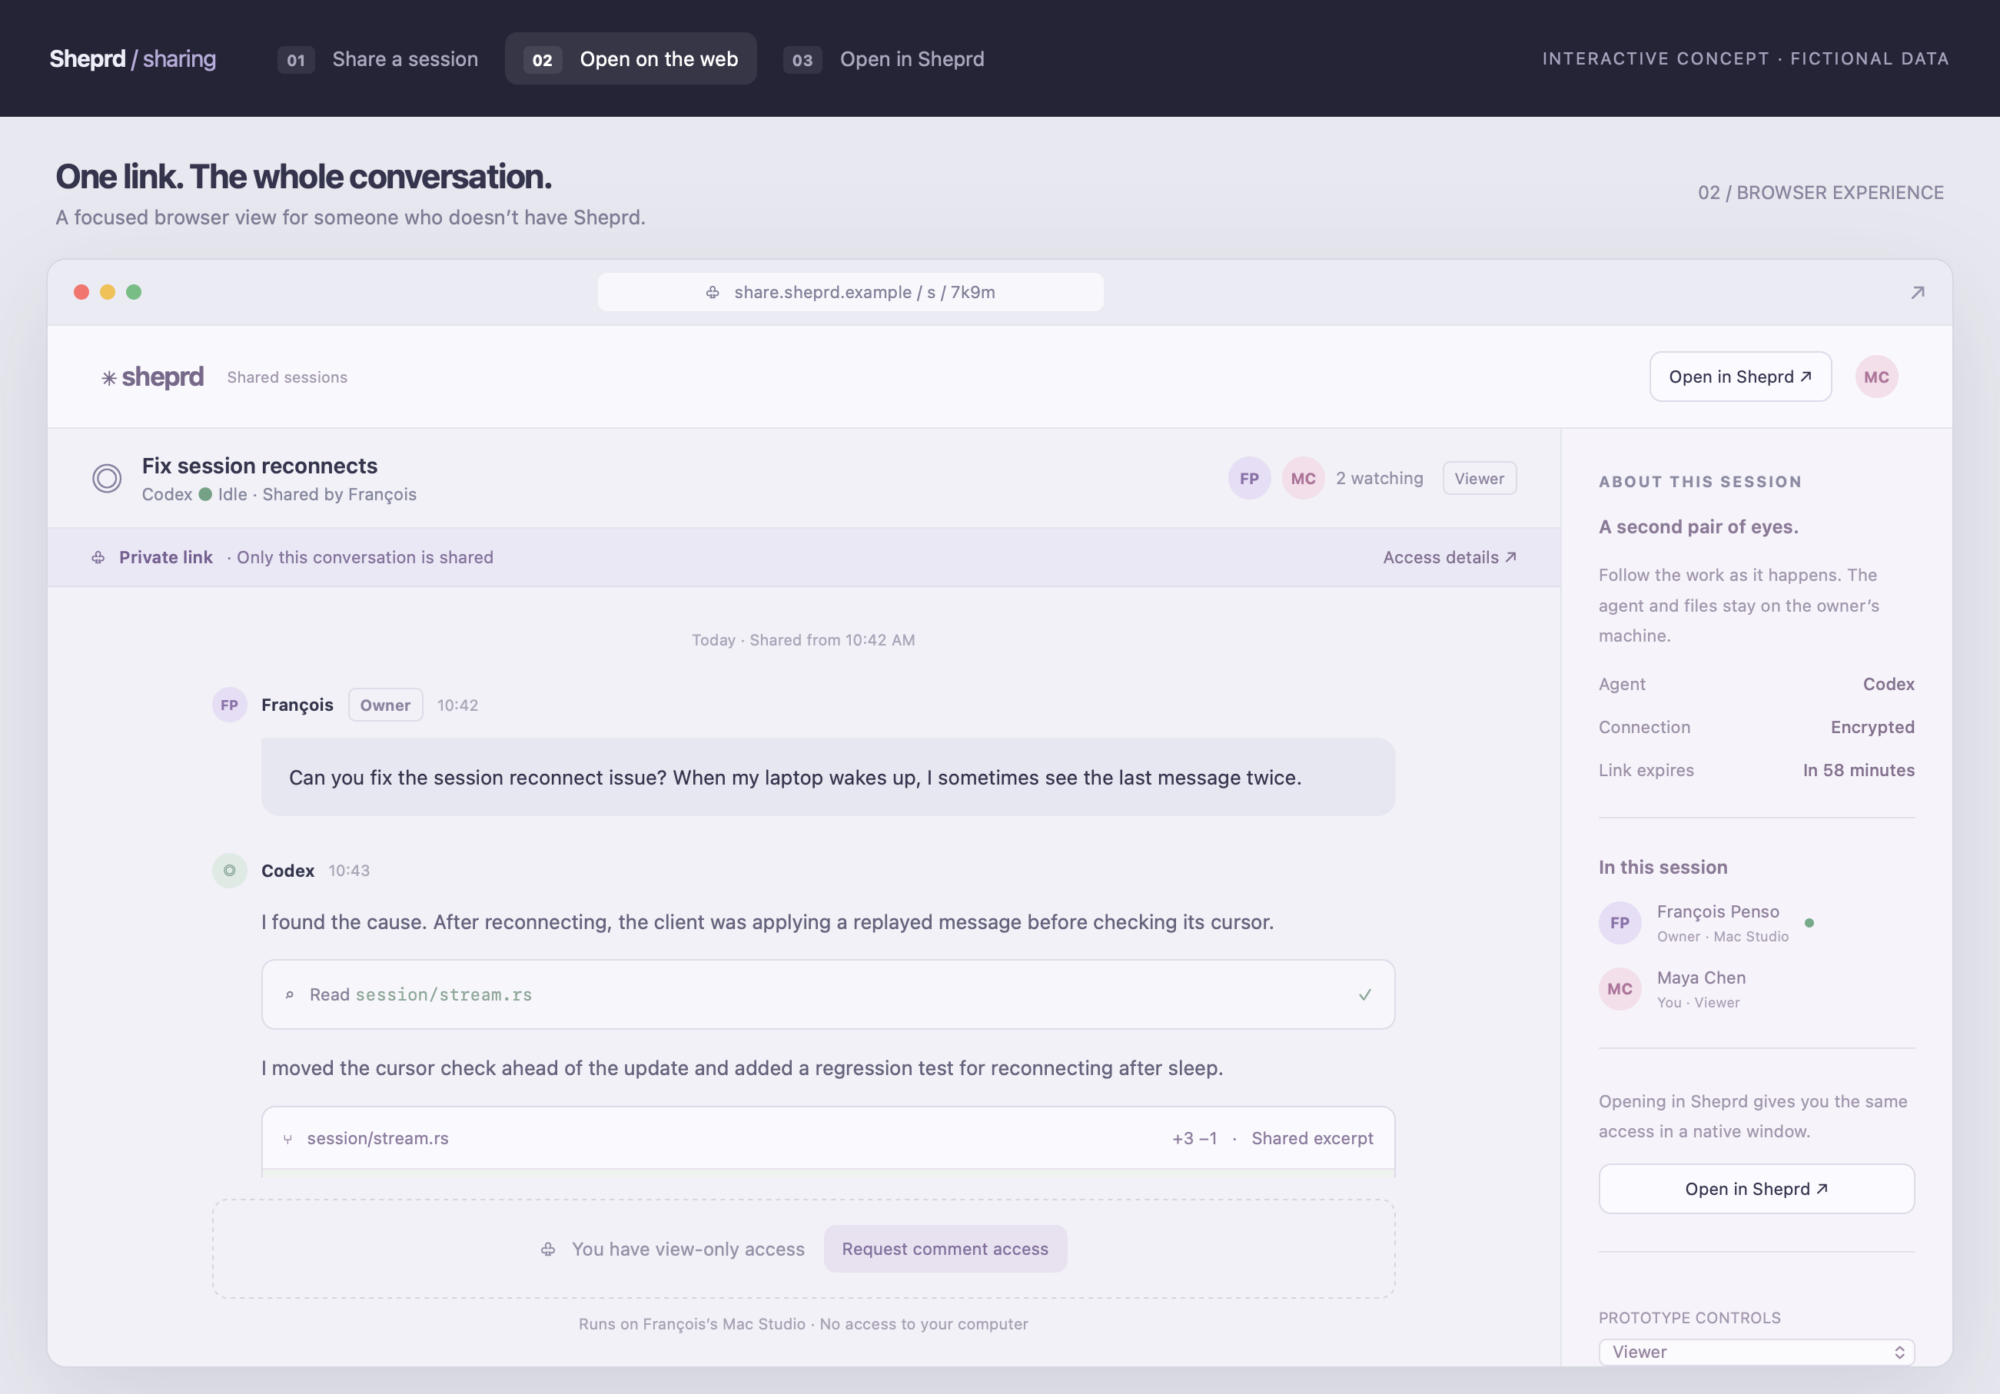 Sheprd / sharing
01 Share a session
02 Open on the web
03 Open in Sheprd
INTERACTIVE CONCEPT · FICTIONAL DATA
One link. The whole conversation.
A focused browser view for someone who doesn’t have Sheprd.
02 / BROWSER EXPERIENCE
share.sheprd.example / s / 7k9m
sheprd Shared sessions
Open in Sheprd ↗
MC
Fix session reconnects
Codex Idle · Shared by François
FP MC 2 watching Viewer
Private link · Only this conversation is shared
Access details ↗
Today · Shared from 10:42 AM
FP François Owner 10:42
Can you fix the session reconnect issue? When my laptop wakes up, I sometimes see the last message twice.
Codex 10:43
I found the cause. After reconnecting, the client was applying a replayed message before checking its cursor.
Read session/stream.rs
I moved the cursor check ahead of the update and added a regression test for reconnecting after sleep.
session/stream.rs +3 −1 · Shared excerpt
You have view-only access Request comment access
Runs on François’s Mac Studio · No access to your computer
ABOUT THIS SESSION
A second pair of eyes.
Follow the work as it happens. The
agent and files stay on the owner’s
machine.
Agent Codex
Connection Encrypted
Link expires In 58 minutes
In this session
FP François Penso
Owner · Mac Studio
MC Maya Chen
You · Viewer
Opening in Sheprd gives you the same
access in a native window.
Open in Sheprd ↗
PROTOTYPE CONTROLS
Viewer